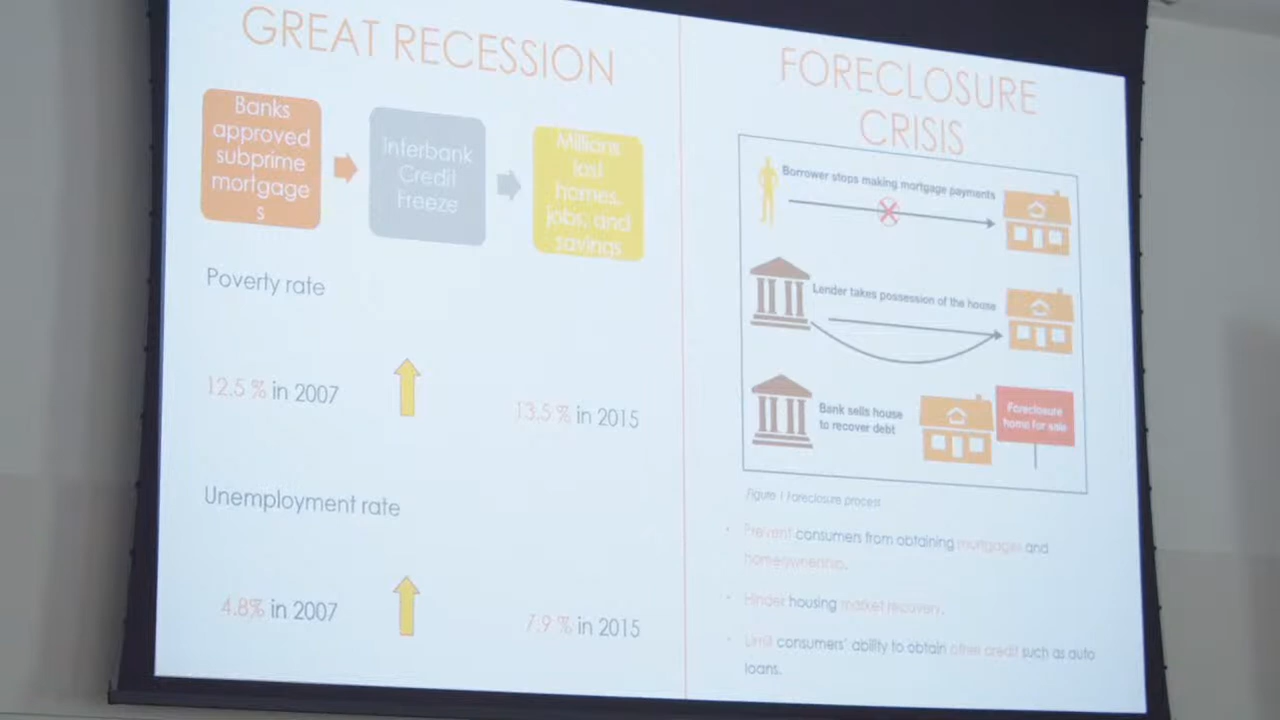 GREAT RECESSION
Banks
approved
subprime
mortgage
s
Interbank
Credit
Freeze
Millions
lost
homes,
jobs, and
savings
Poverty rate
12.5 % in 2007
13.5 % in 2015
Unemployment rate
4.8% in 2007
7.9 % in 2015
FORECLOSURE
CRISIS
Borrower stops making mortgage payments
Lender takes possession of the house
Bank sells house
to recover debt
Foreclosure
home for sale
Figure 1 Foreclosure process
• Prevent consumers from obtaining mortgages and
homeownership.
• Hinder housing market recovery.
• Limit consumers' ability to obtain other credit such as auto
loans.